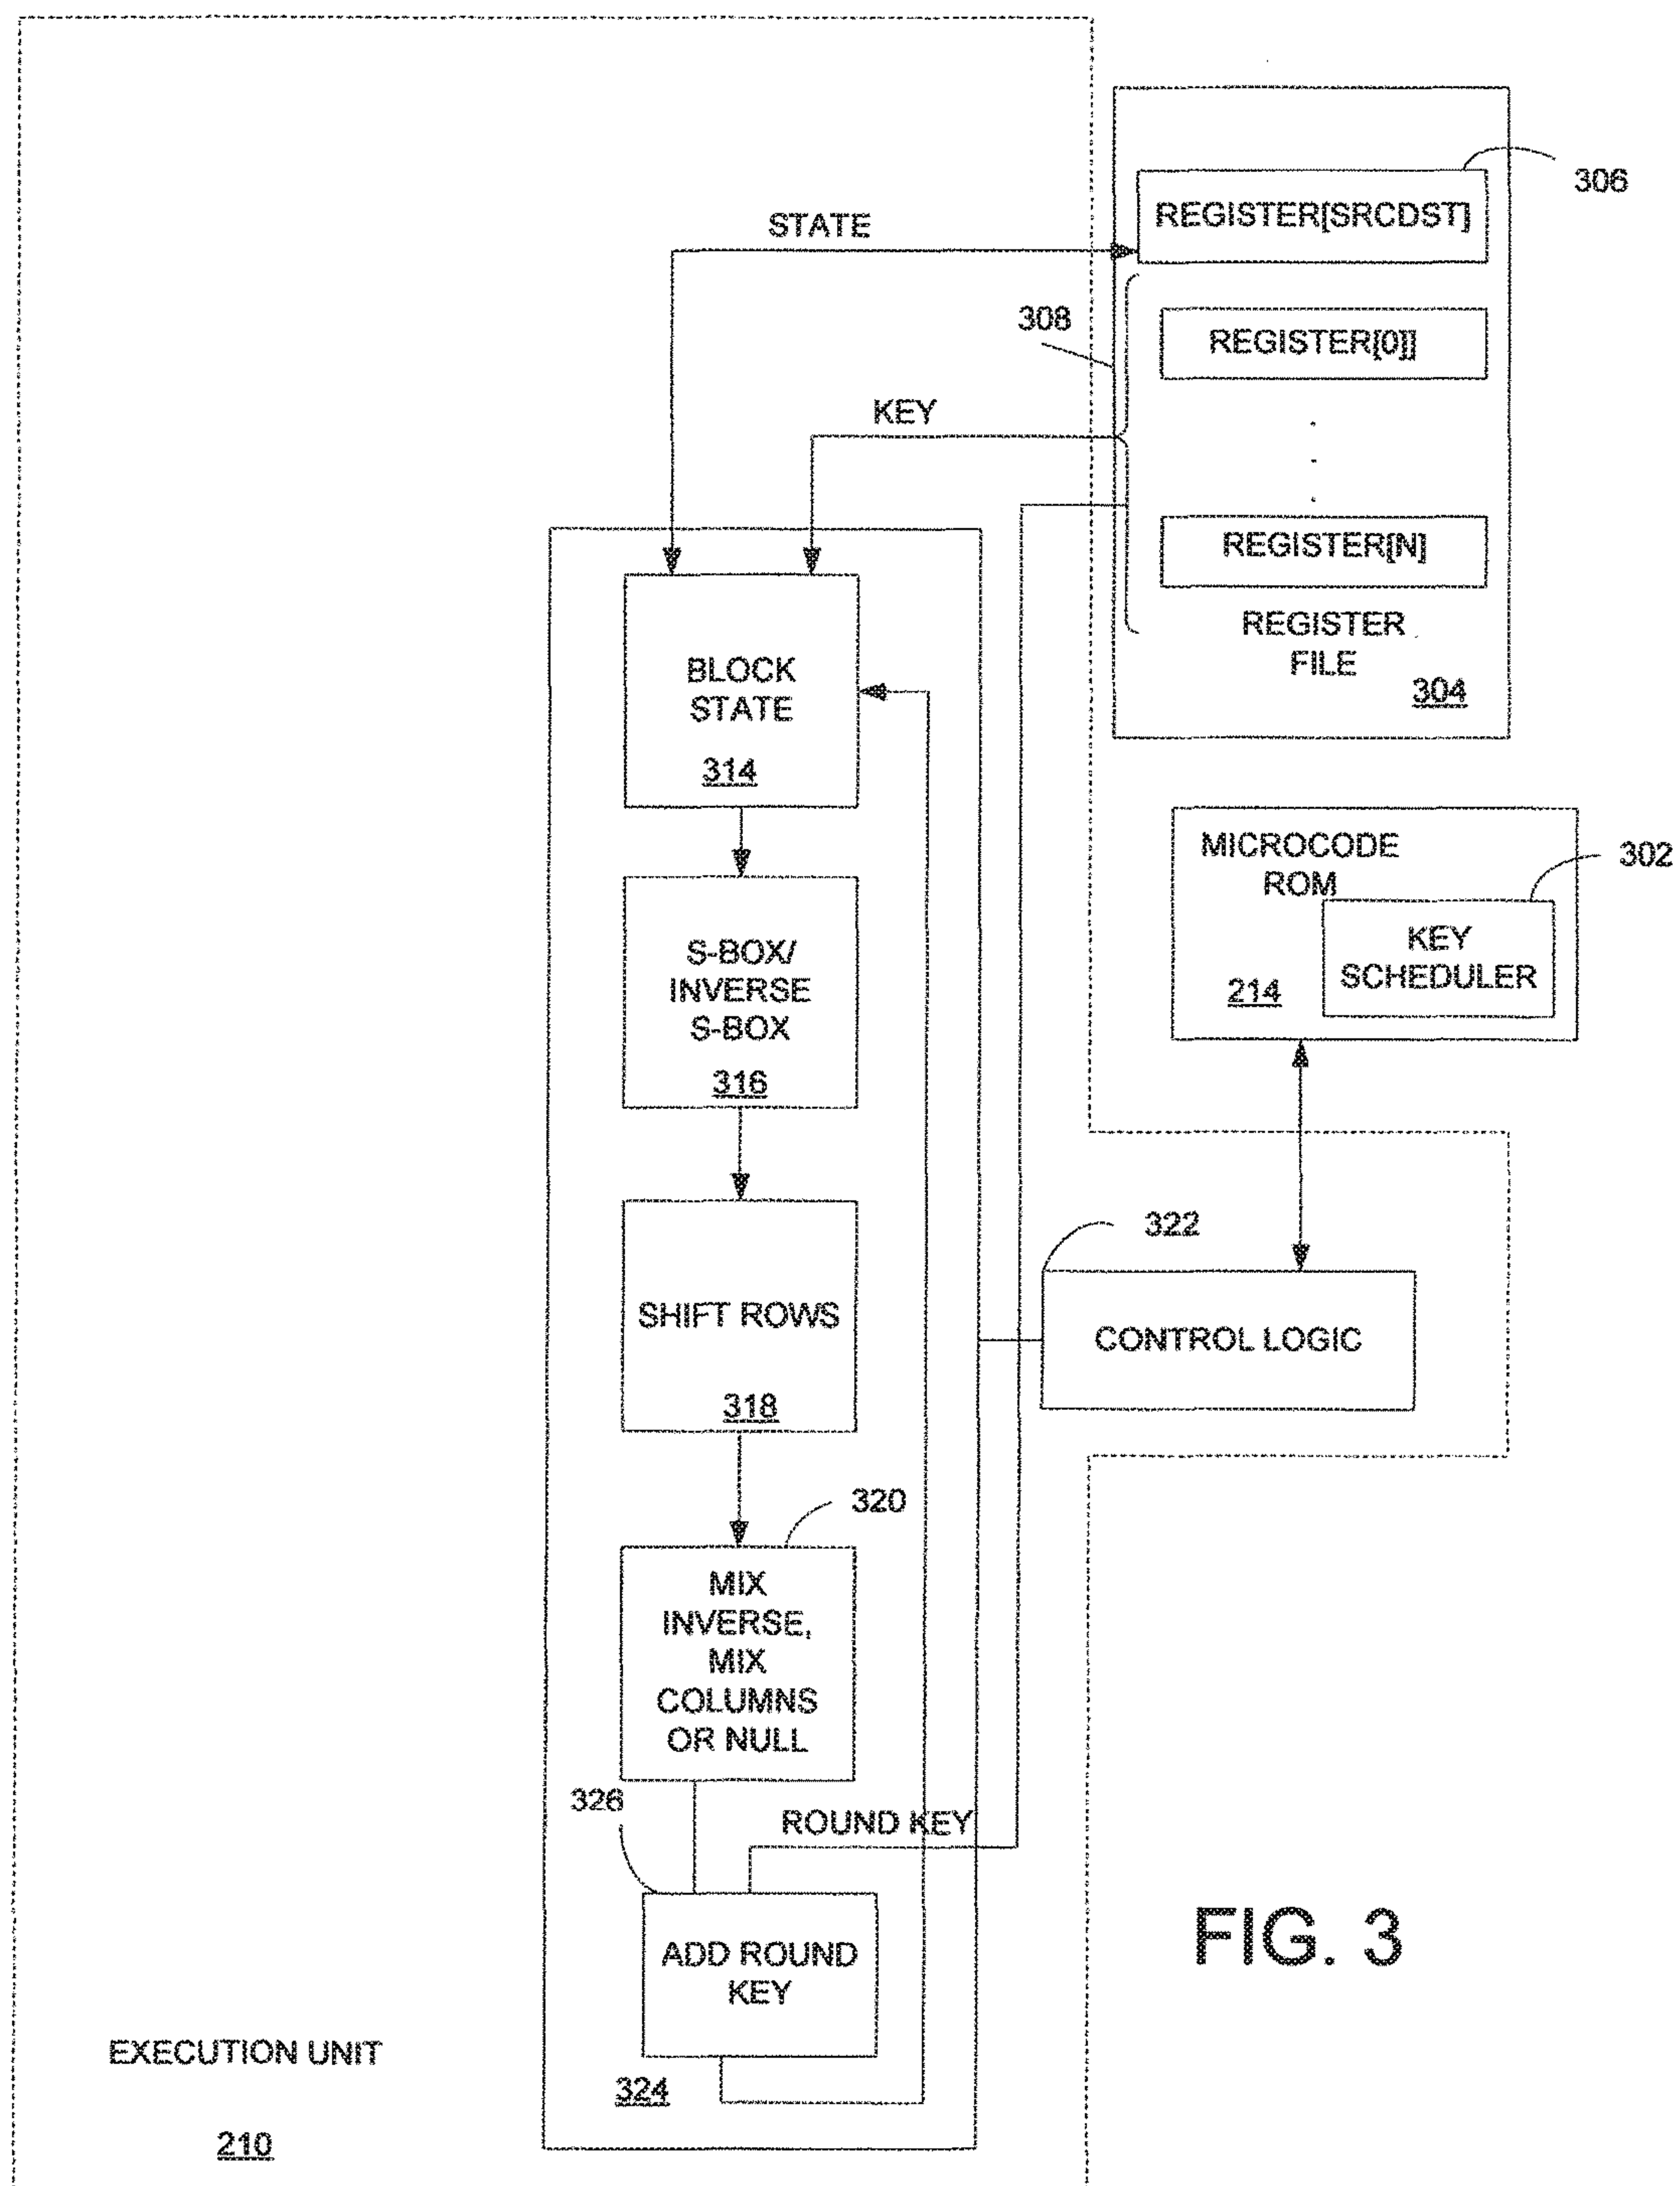 306
REGISTER[SRCDST]
STATE
308
REGISTER[0]]
KEY
REGISTER[N]
REGISTER
FILE
304
BLOCK
STATE
314
MICROCODE
ROM
302
KEY
SCHEDULER
214
S-BOX/
INVERSE
S-BOX
316
322
SHIFT ROWS
318
CONTROL LOGIC
320
MIX
INVERSE,
MIX
COLUMNS
OR NULL
326
ROUND KEY
ADD ROUND
KEY
324
FIG. 3
EXECUTION UNIT
210